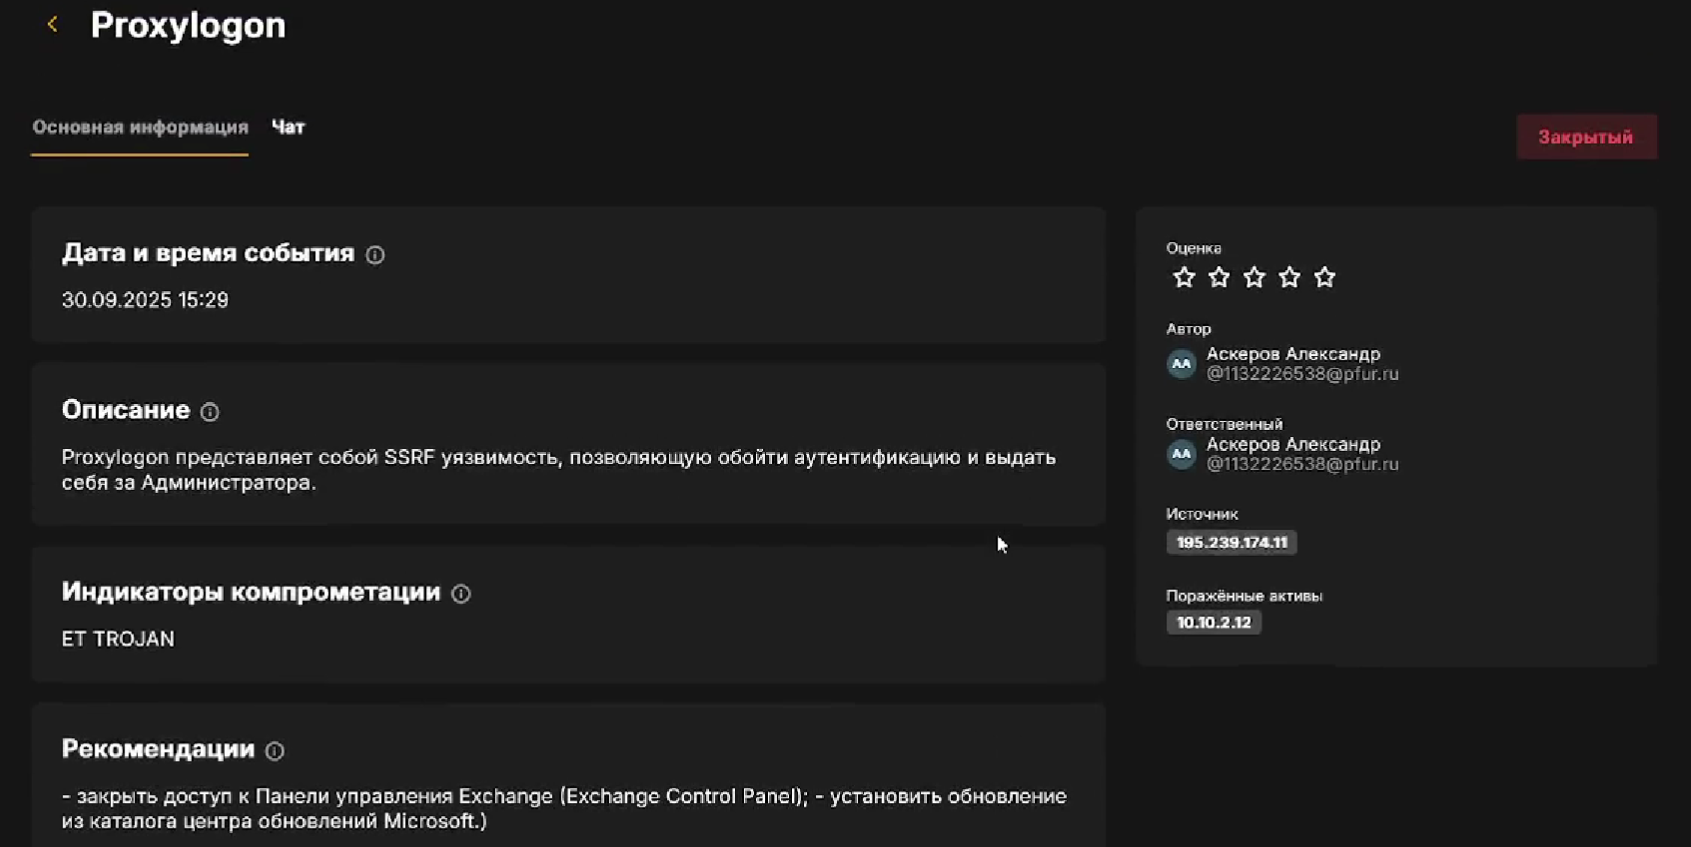 Proxylogon
Основная информация
Чат
Закрытый
Дата и время события
30.09.2025 15:29
Описание
Proxylogon представляет собой SSRF уязвимость, позволяющую обойти аутентификацию и выдать
себя за Администратора.
Индикаторы компрометации
ET TROJAN
Рекомендации
- закрыть доступ к Панели управления Exchange (Exchange Control Panel); - установить обновление
из каталога центра обновлений Microsoft.)
Оценка
Автор
АА
Аскеров Александр
@1132226538@pfur.ru
Ответственный
АА
Аскеров Александр
@1132226538@pfur.ru
Источник
195.239.174.11
Поражённые активы
10.10.2.12